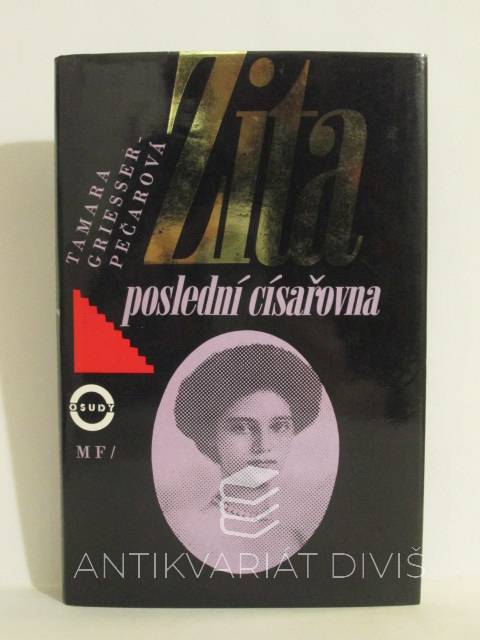 Zita
TAMARA
GRIESSER-
PEČAROVÁ
poslední císařovna
OSUDY
MF/
ANTIKVARIÁT DIVIŠ